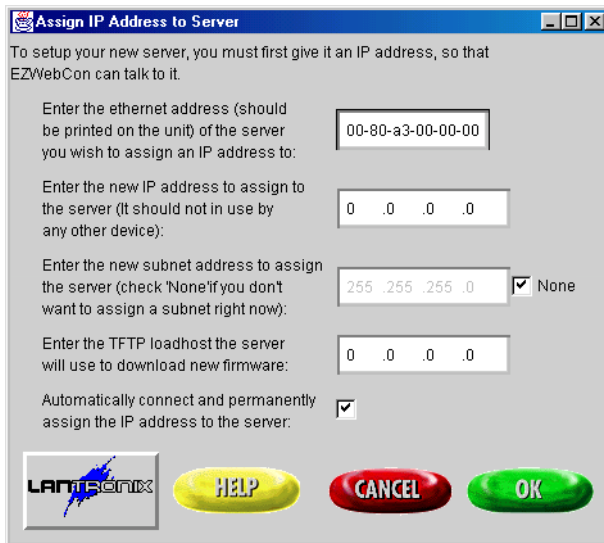 Assign IP Address to Server
To setup your new server, you must first give it an IP address, so that
EZWebCon can talk to it.
Enter the ethernet address (should
be printed on the unit) of the server
you wish to assign an IP address to:
00-80-a3-00-00-00
Enter the new IP address to assign to
the server (It should not in use by
any other device):
0 .0 .0 .0
Enter the new subnet address to assign
the server (check 'None'if you don't
want to assign a subnet right now):
255 .255 .255 .0 None
Enter the TFTP loadhost the server
will use to download new firmware:
0 .0 .0 .0
Automatically connect and permanently
assign the IP address to the server:
LANTRONIX HELP CANCEL OK